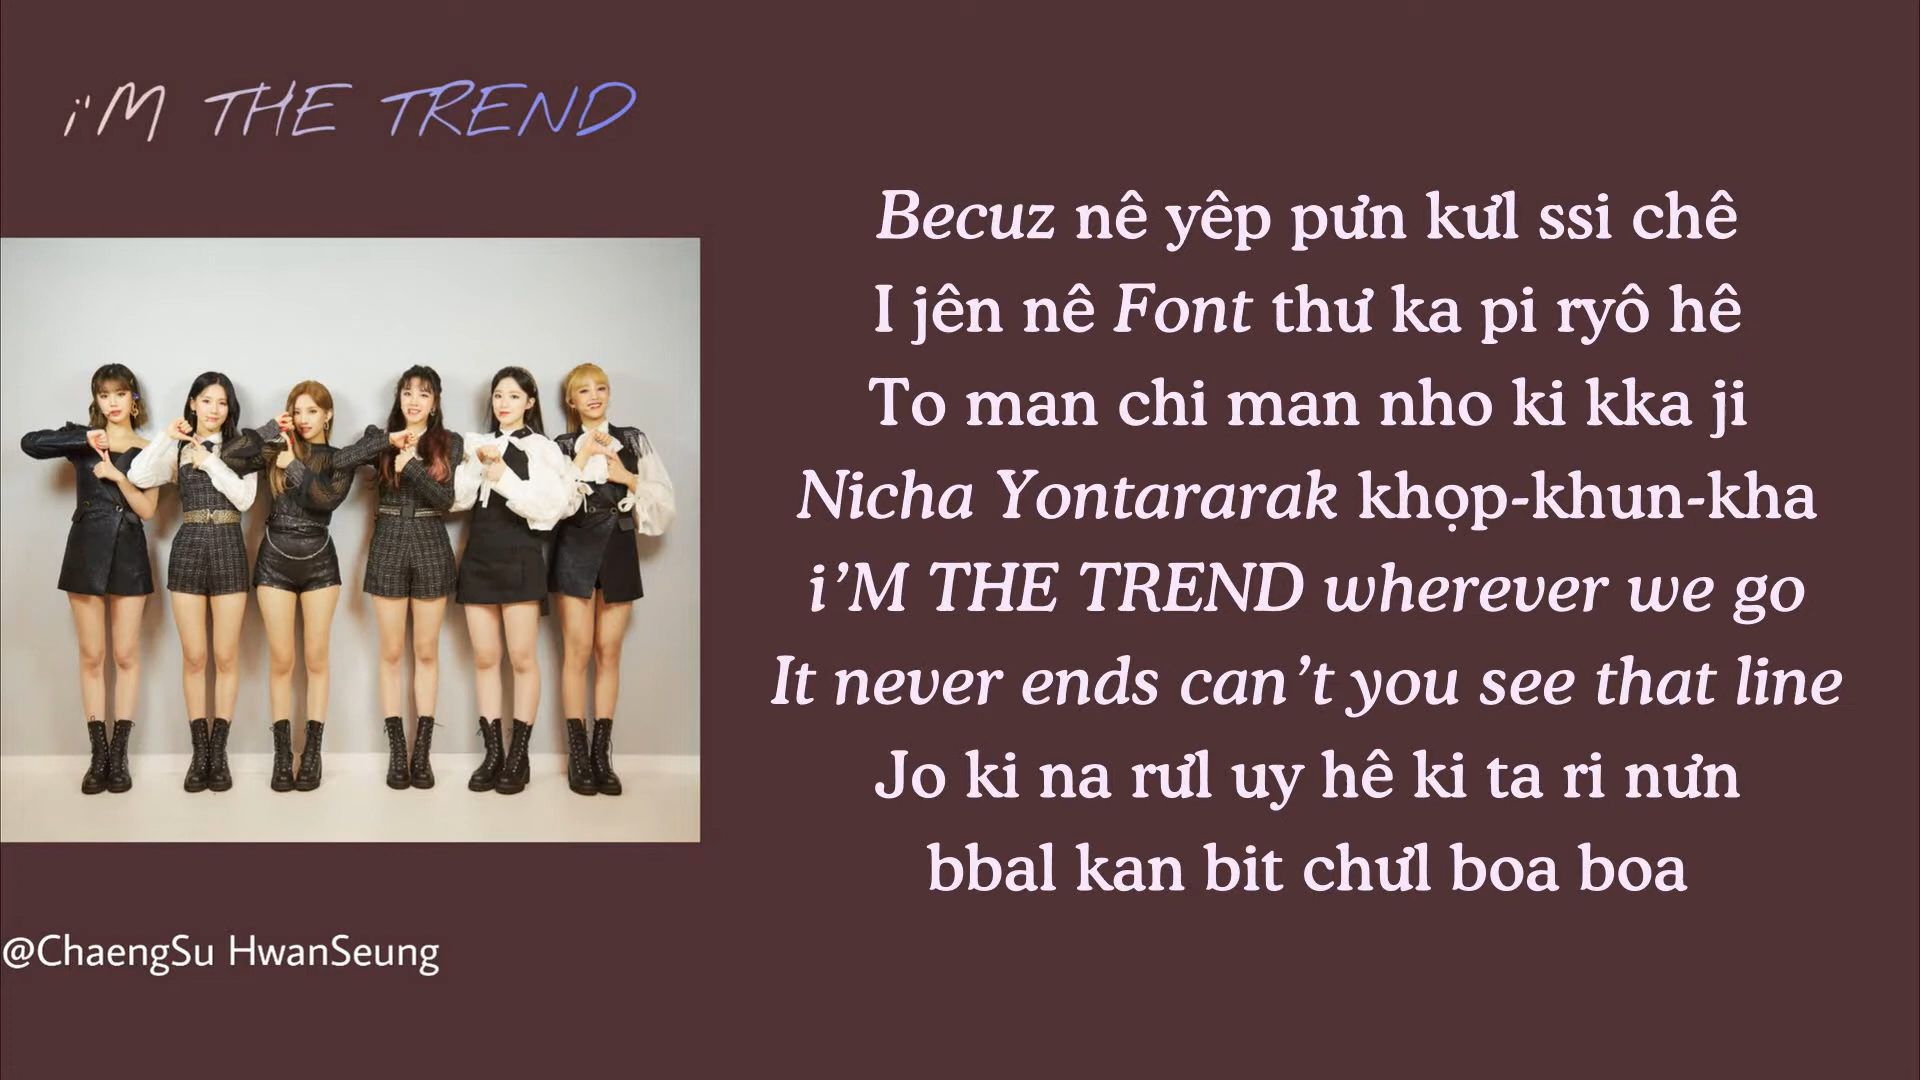 i'M THE TREND
Becuz nê yêp pưn kưl ssi chê
I jên nê Font thư ka pi ryô hê
To man chi man nho ki kka ji
Nicha Yontararak khọp-khun-kha
i’M THE TREND wherever we go
It never ends can’t you see that line
Jo ki na rưl uy hê ki ta ri nưn
bbal kan bit chưl boa boa
@ChaengSu HwanSeung